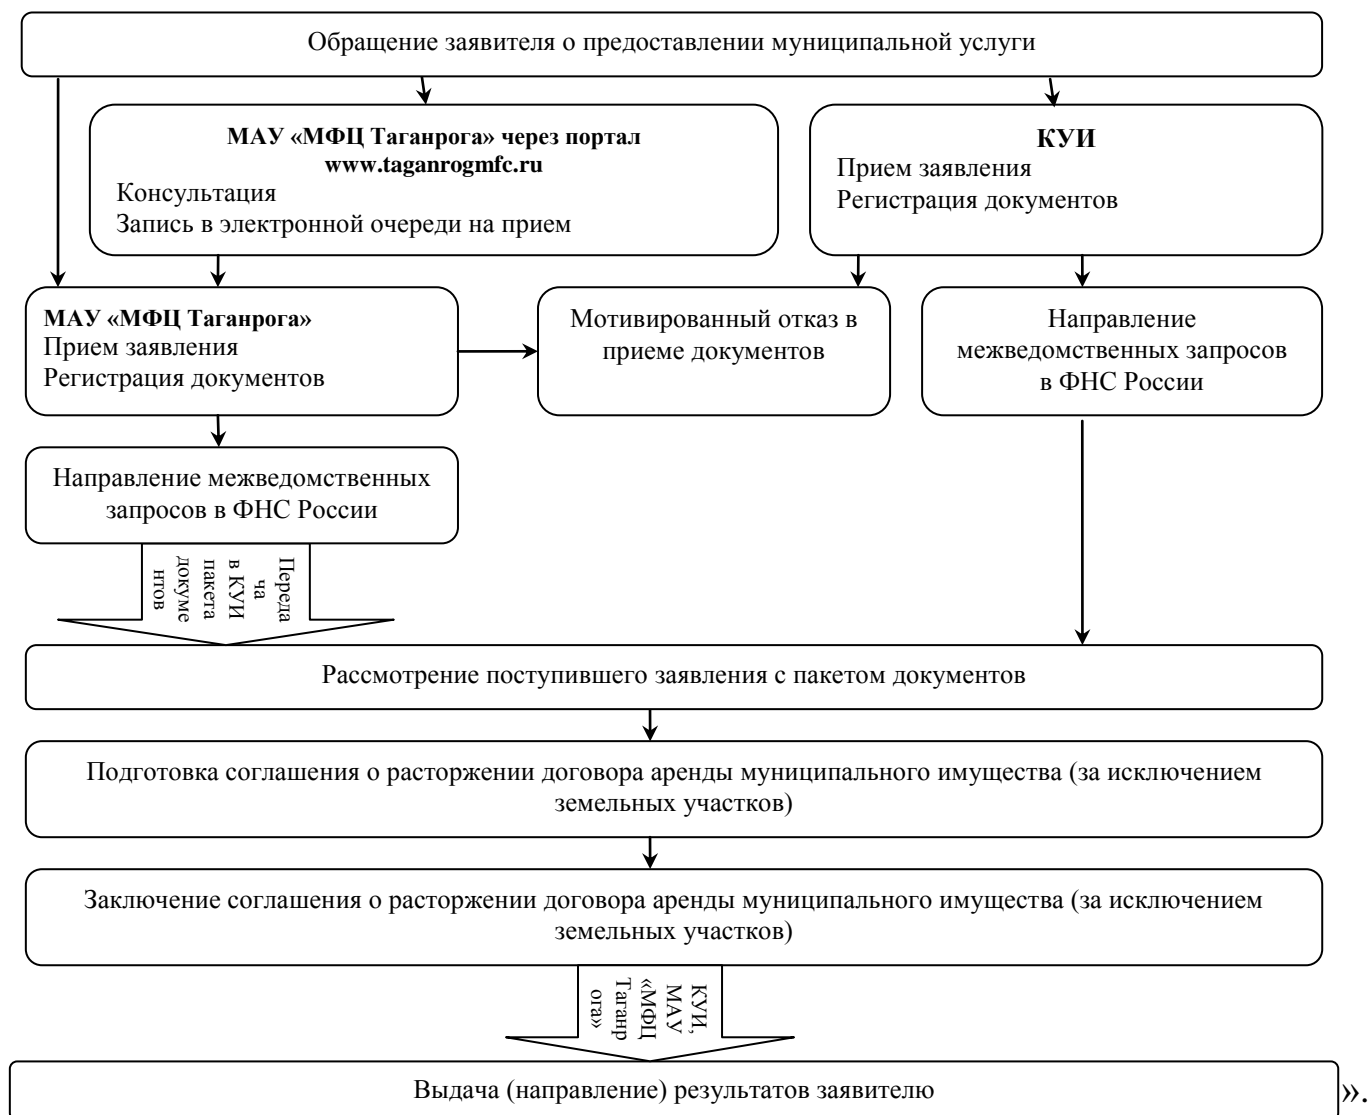 Обращение заявителя о предоставлении муниципальной услуги
МАУ «МФЦ Таганрога» через портал
www.taganrogmfc.ru
Консультация
Запись в электронной очереди на прием
КУИ
Прием заявления
Регистрация документов
МАУ «МФЦ Таганрога»
Прием заявления
Регистрация документов
Мотивированный отказ в
приеме документов
Направление
межведомственных запросов
в ФНС России
Направление межведомственных
запросов в ФНС России
Переда
ча
пакета
докуме
нтов
в КУИ
Рассмотрение поступившего заявления с пакетом документов
Подготовка соглашения о расторжении договора аренды муниципального имущества (за исключением
земельных участков)
Заключение соглашения о расторжении договора аренды муниципального имущества (за исключением
земельных участков)
КУИ,
МАУ
«МФЦ
Таганр
ога»
Выдача (направление) результатов заявителю
».